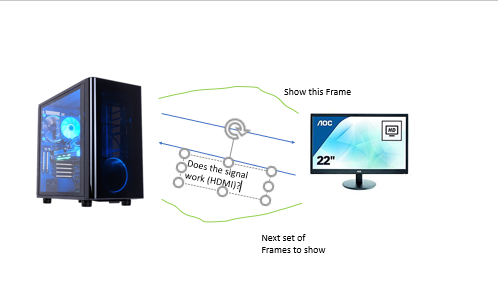 Show this Frame
AOC
HD
22"
Does the signal
work (HDMI)?
Next set of
Frames to show